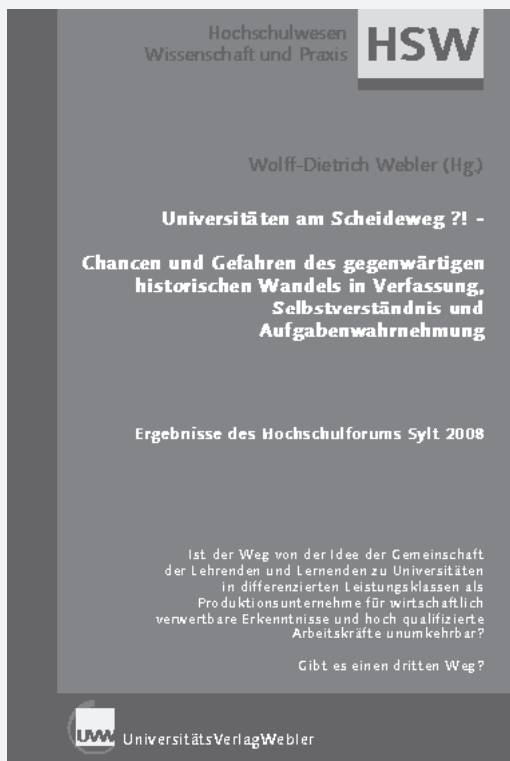 Hochschulwesen
Wissenschaft und Praxis
HSW
Wolff-Dietrich Webler (Hg.)
Universitäten am Scheideweg ?! -
Chancen und Gefahren des gegenwärtigen
historischen Wandels in Verfassung,
Selbstverständnis und
Aufgabenwahrnehmung
Ergebnisse des Hochschulforums Sylt 2008
Ist der Weg von der Idee der Gemeinschaft
der Lehrenden und Lernenden zu Universitäten
in differenzierten Leistungsklassen als
Produktionsunternehme für wirtschaftlich
verwertbare Erkenntnisse und hoch qualifizierte
Arbeitskräfte unumkehrbar?
Gibt es einen dritten Weg?
UVW UniversitätsVerlagWebler